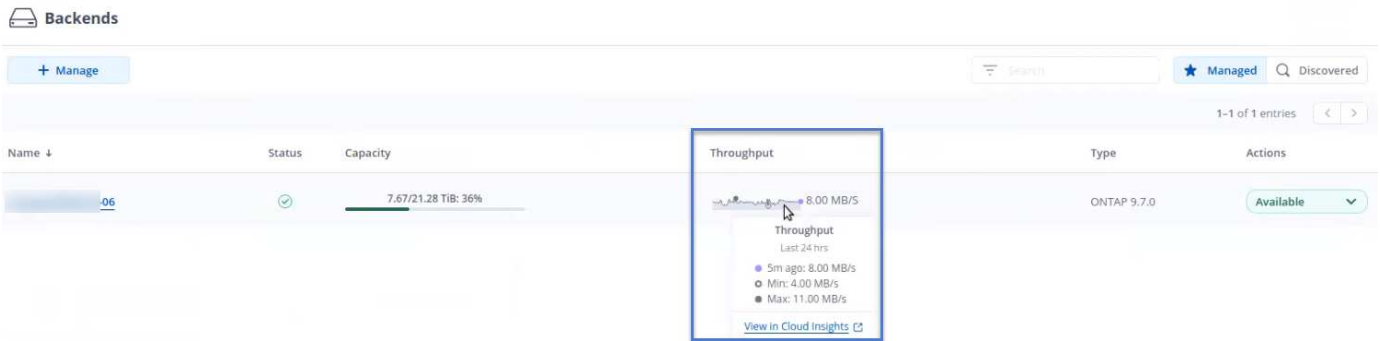 Backends
+ Manage
Search
Managed
Discovered
1–1 of 1 entries
Name ↓ Status Capacity Throughput Type Actions
-06 7.67/21.28 TiB: 36% 8.00 MB/S ONTAP 9.7.0 Available
Throughput
Last 24 hrs
5m ago: 8.00 MB/s
Min: 4.00 MB/s
Max: 11.00 MB/s
View in Cloud Insights